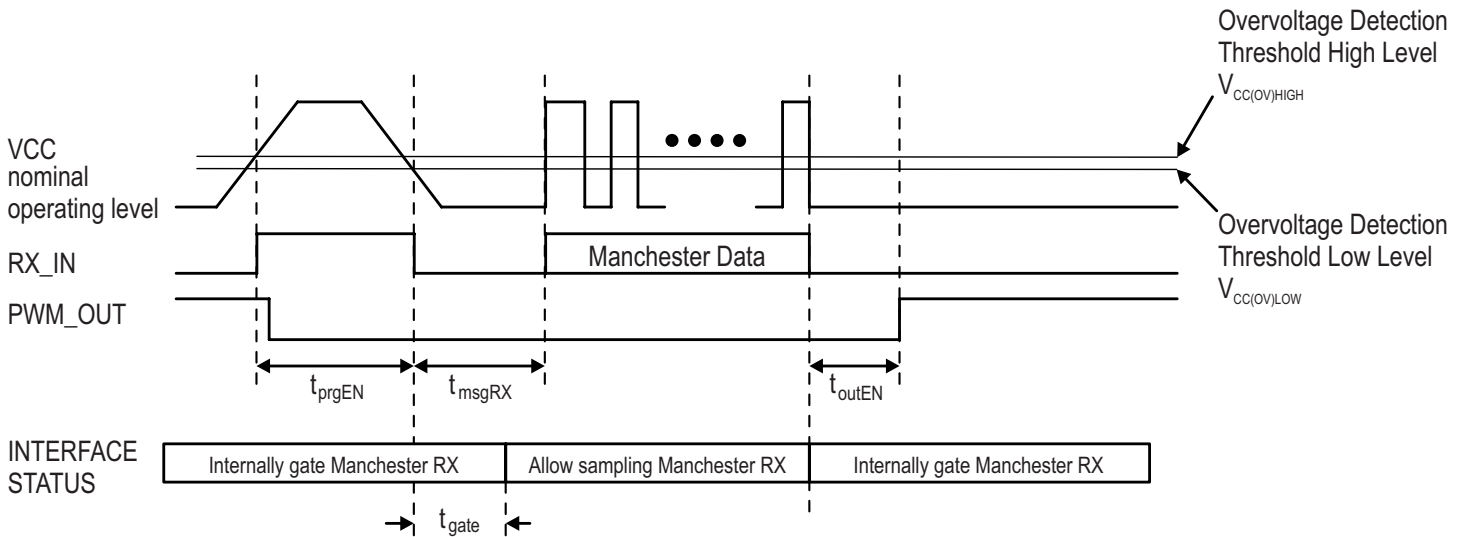 Overvoltage Detection
Threshold High Level
VCC(OV)HIGH
VCC
nominal
operating level
Overvoltage Detection
Threshold Low Level
VCC(OV)LOW
RX_IN
Manchester Data
PWM_OUT
tprgEN
tmsgRX
toutEN
INTERFACE
STATUS
Internally gate Manchester RX
Allow sampling Manchester RX
Internally gate Manchester RX
tgate